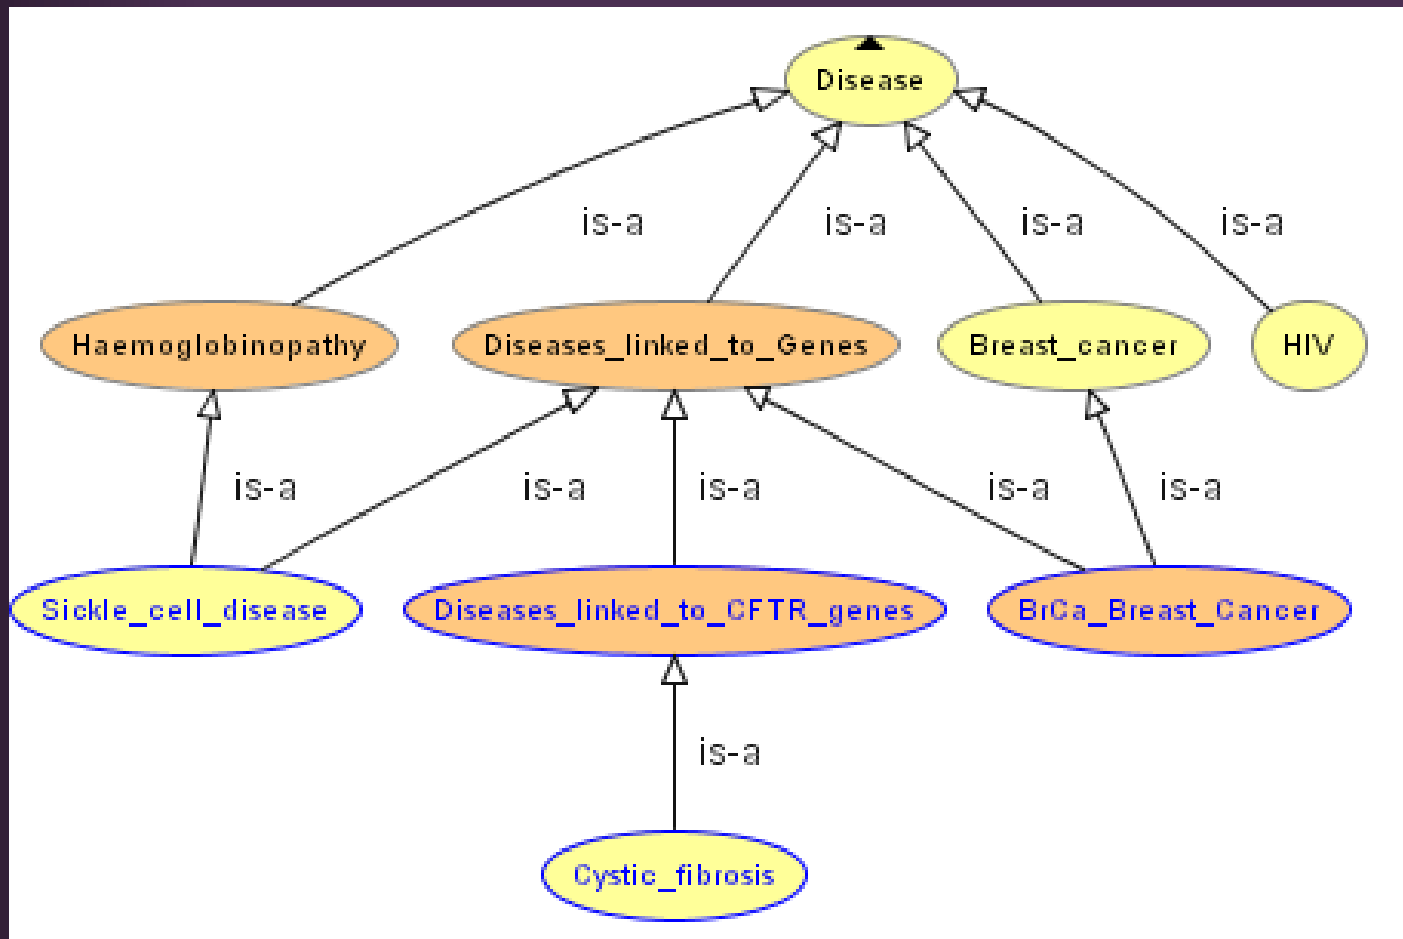 Disease
is-a
is-a
is-a
is-a
Haemoglobinopathy
Diseases_linked_to_Genes
Breast_cancer
HIV
is-a
is-a
is-a
is-a
is-a
Sickle_cell_disease
Diseases_linked_to_CFTR_genes
BrCa_Breast_Cancer
is-a
Cystic_fibrosis